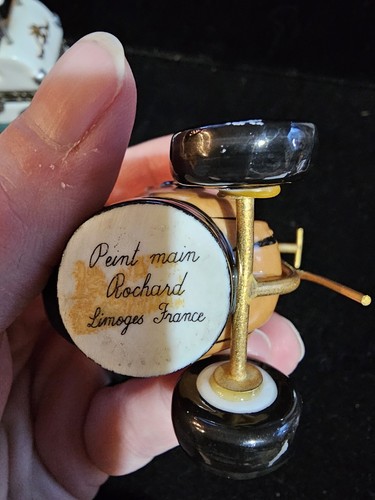 Peint main
Rochard
Limoges France